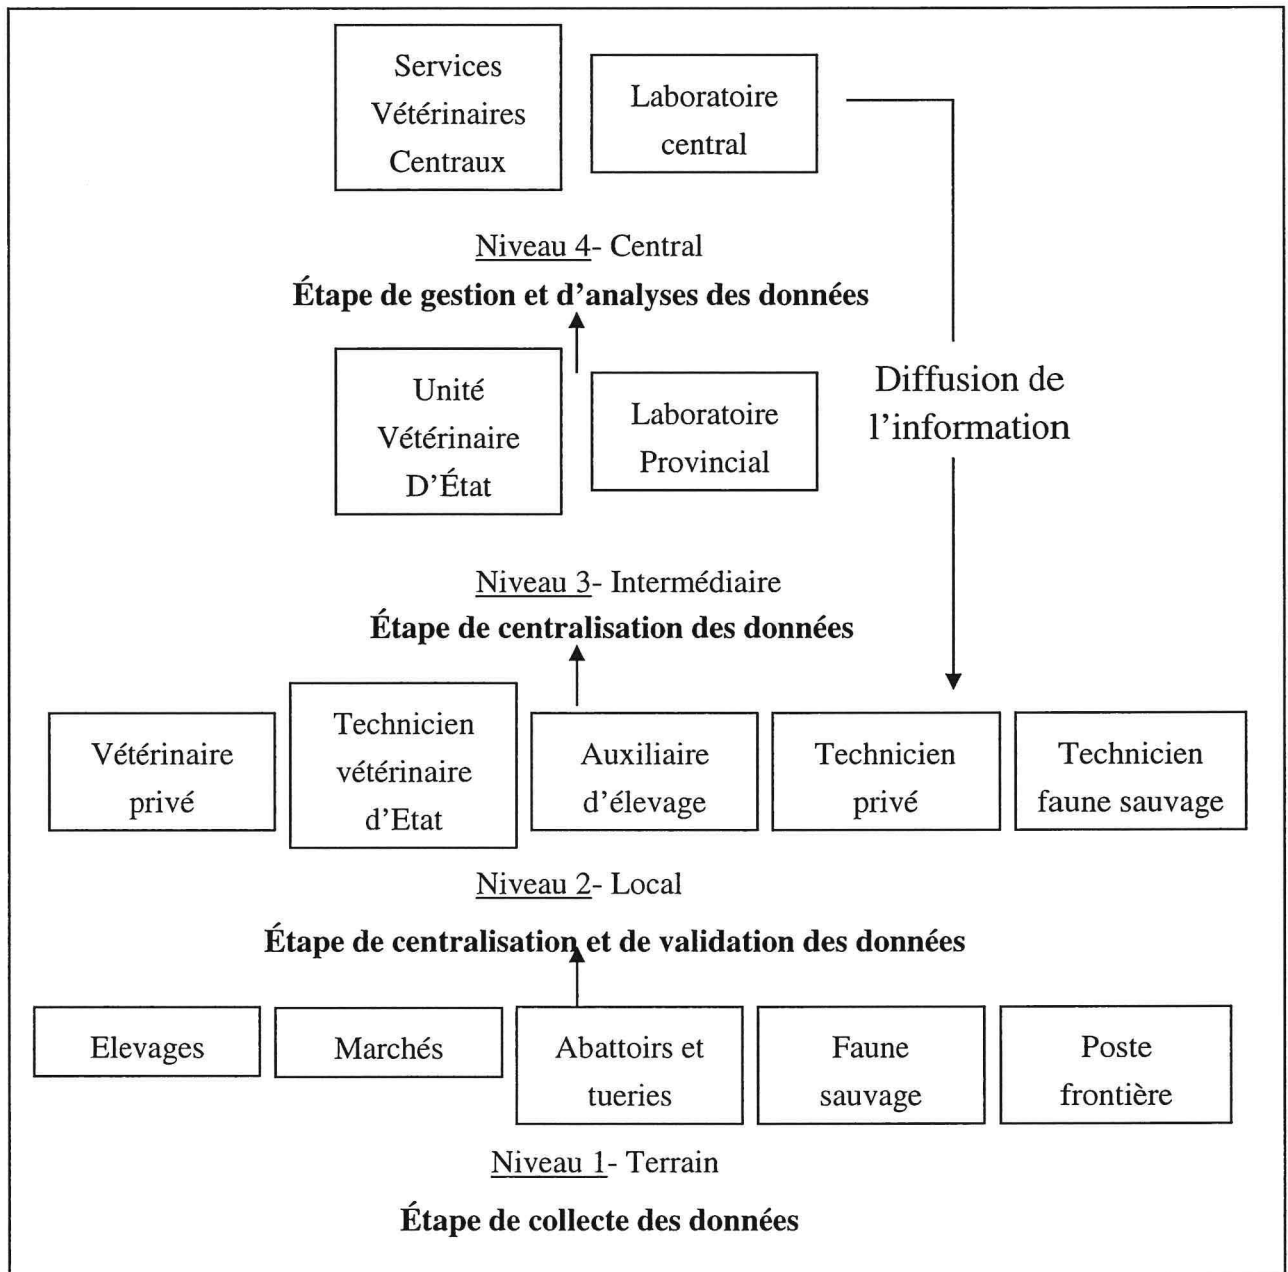 Services
Vétérinaires
Centraux
Laboratoire
central
Niveau 4- Central
Étape de gestion et d’analyses des données
Unité
Vétérinaire
D’État
Laboratoire
Provincial
Diffusion de
l’information
Niveau 3- Intermédiaire
Étape de centralisation des données
Vétérinaire
privé
Technicien
vétérinaire
d’Etat
Auxiliaire
d’élevage
Technicien
privé
Technicien
faune sauvage
Niveau 2- Local
Étape de centralisation et de validation des données
Elevages
Marchés
Abattoirs et
tueries
Faune
sauvage
Poste
frontière
Niveau 1- Terrain
Étape de collecte des données